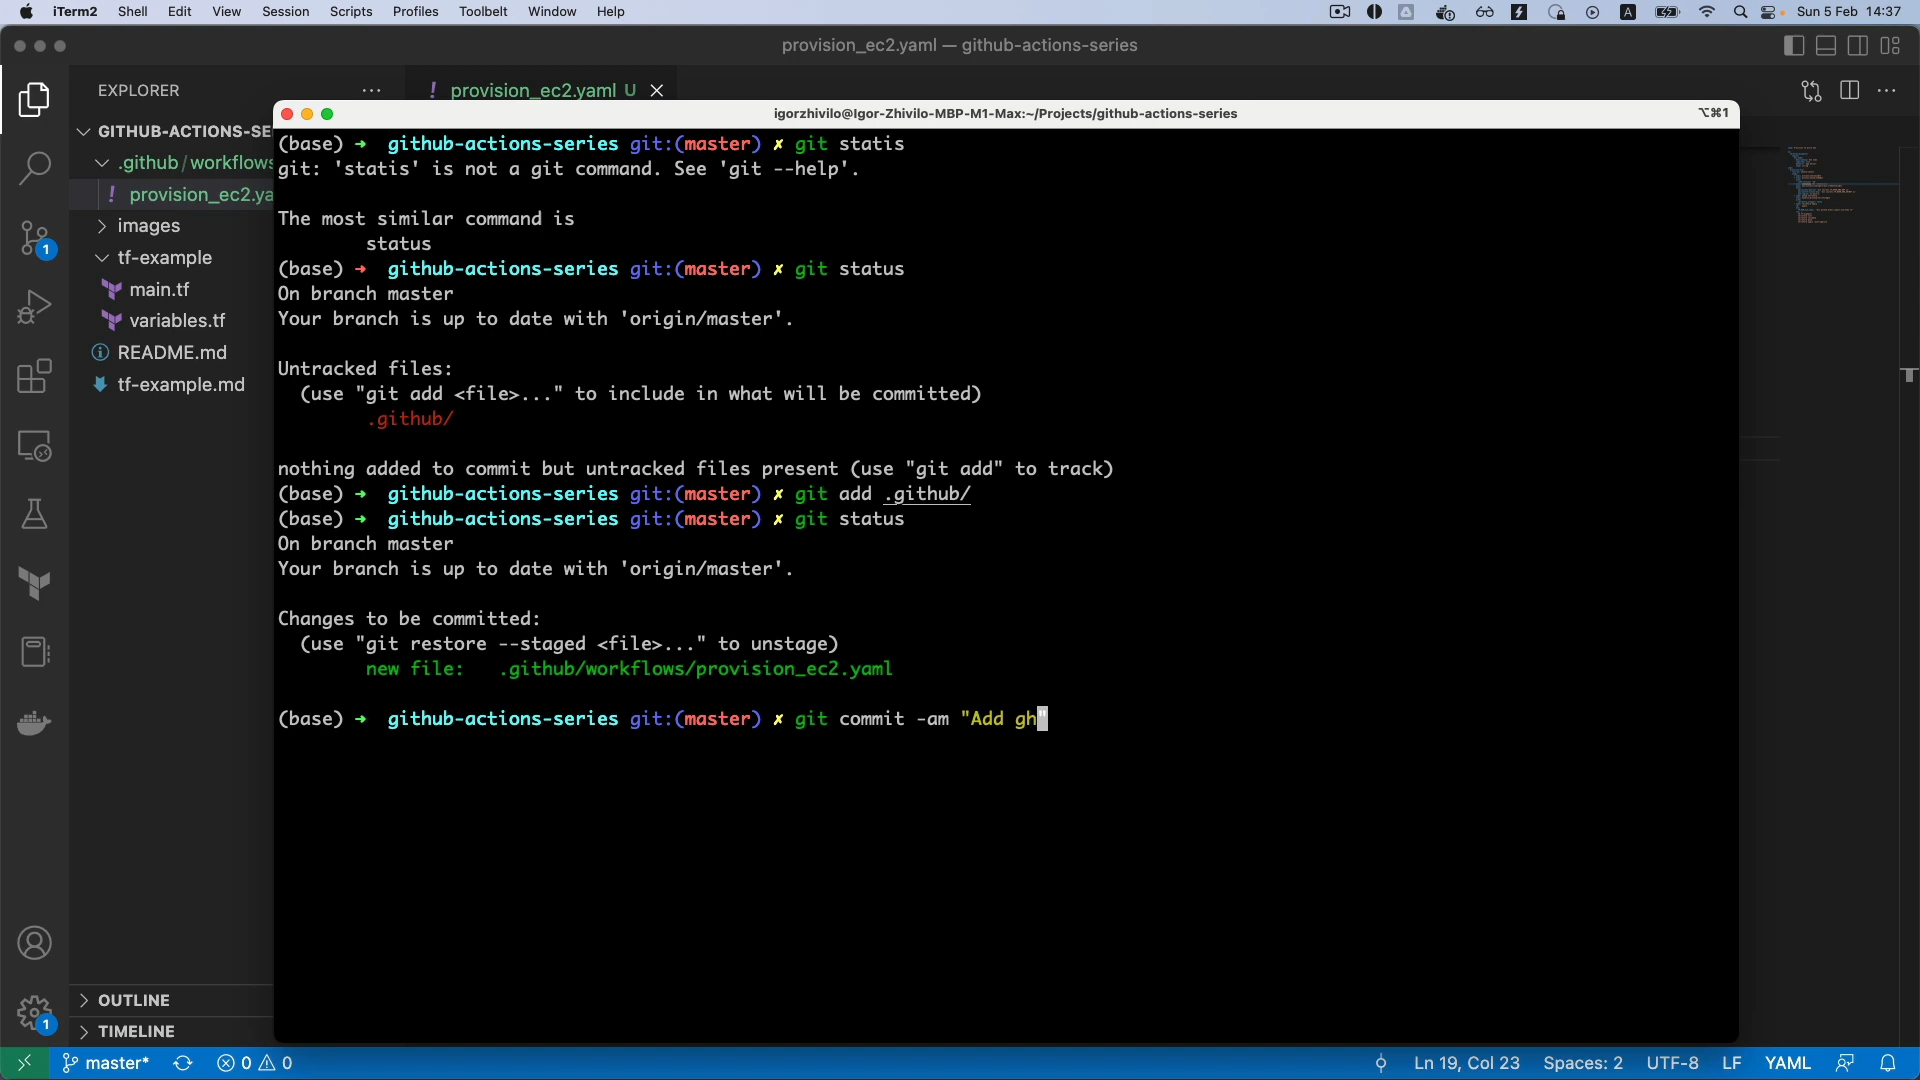 iTerm2 Shell Edit View Session Scripts Profiles Toolbelt Window Help A Sun 5 Feb 14:37
provision_ec2.yaml — github-actions-series
EXPLORER
! provision_ec2.yaml U
igorzhivilo@Igor-Zhivilo-MBP-M1-Max:~/Projects/github-actions-series ⌥⌘1
GITHUB-ACTIONS-SE
.github/workflows
! provision_ec2.ya
images
tf-example
main.tf
variables.tf
README.md
tf-example.md
OUTLINE
TIMELINE
1
1
(base) ➜ github-actions-series git:(master) ✗ git statis
git: 'statis' is not a git command. See 'git --help'.
The most similar command is
status
(base) ➜ github-actions-series git:(master) ✗ git status
On branch master
Your branch is up to date with 'origin/master'.
Untracked files:
(use "git add <file>..." to include in what will be committed)
.github/
nothing added to commit but untracked files present (use "git add" to track)
(base) ➜ github-actions-series git:(master) ✗ git add .github/
(base) ➜ github-actions-series git:(master) ✗ git status
On branch master
Your branch is up to date with 'origin/master'.
Changes to be committed:
(use "git restore --staged <file>..." to unstage)
new file: .github/workflows/provision_ec2.yaml
(base) ➜ github-actions-series git:(master) ✗ git commit -am "Add gh"
master* 0 0 Ln 19, Col 23 Spaces: 2 UTF-8 LF YAML